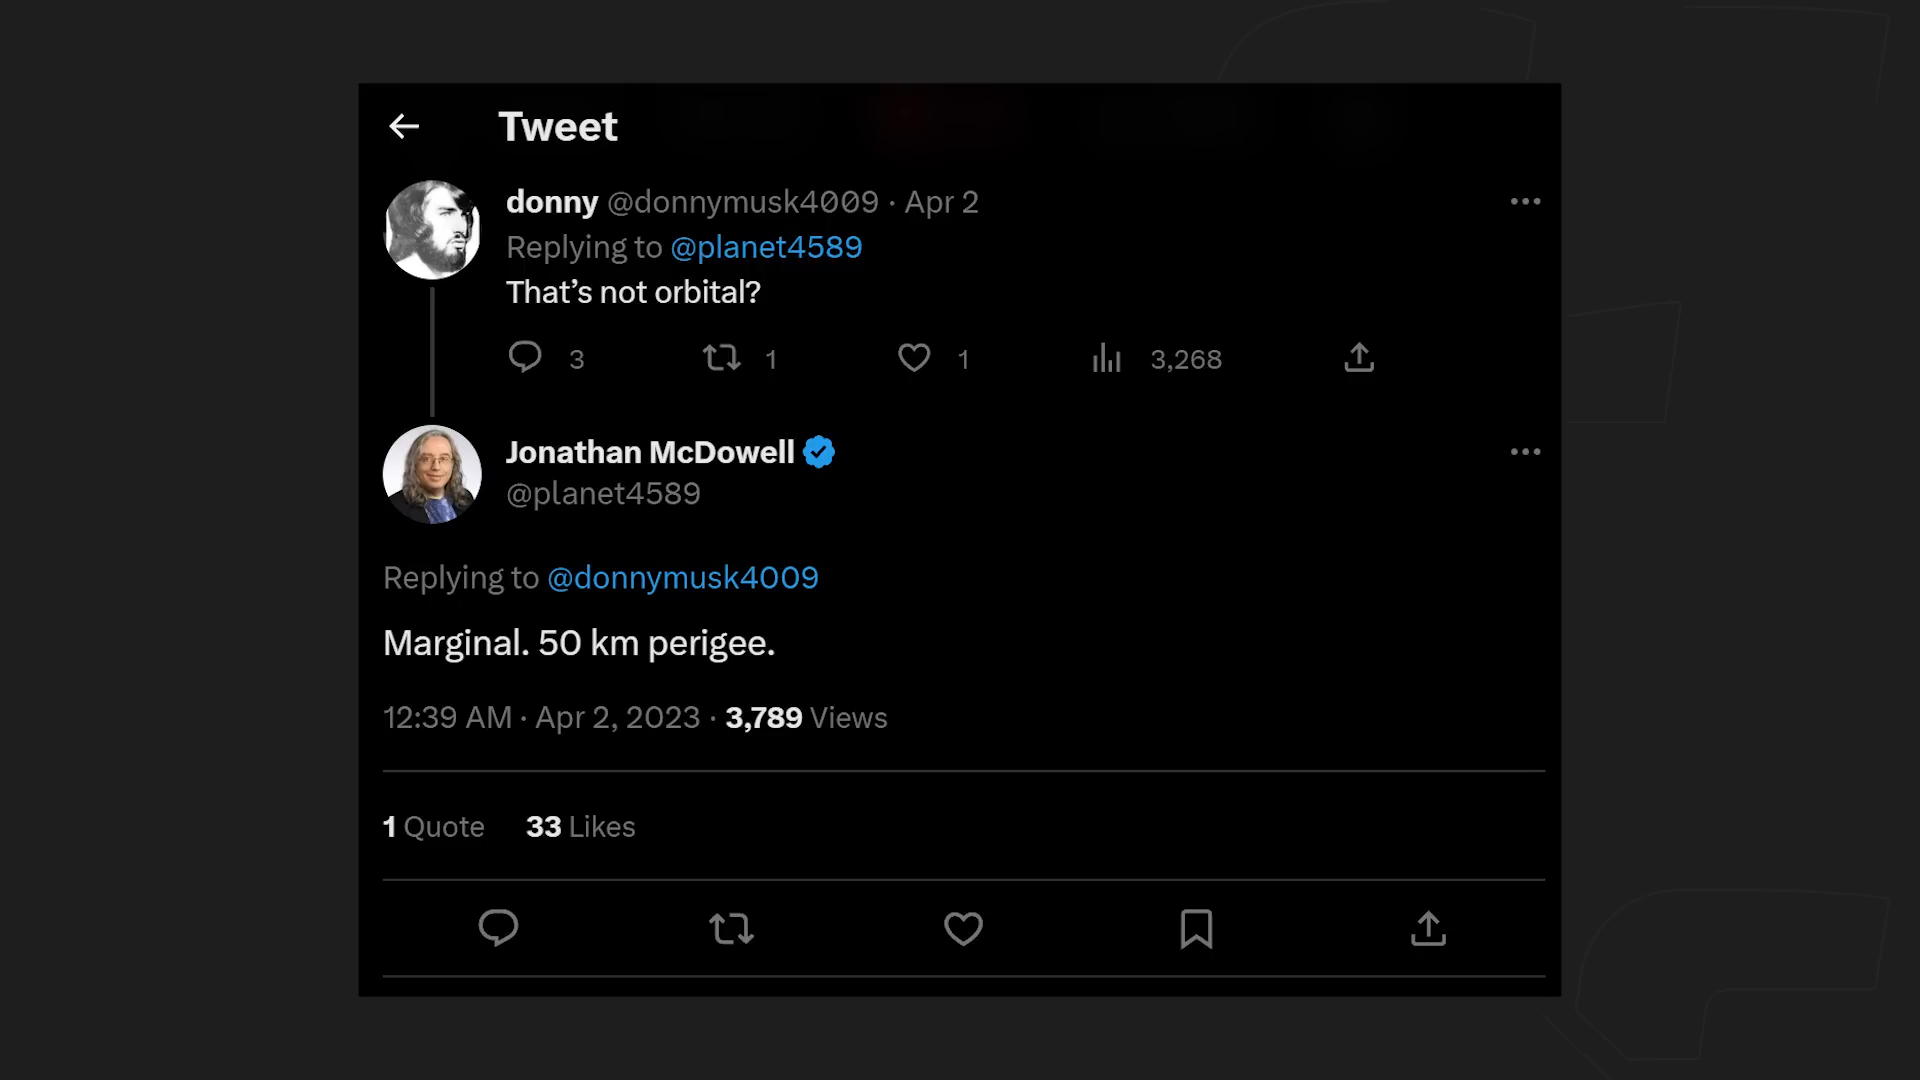 Tweet
donny @donnymusk4009 · Apr 2
Replying to @planet4589
That’s not orbital?
3 1 1 3,268
Jonathan McDowell
@planet4589
Replying to @donnymusk4009
Marginal. 50 km perigee.
12:39 AM · Apr 2, 2023 · 3,789 Views
1 Quote 33 Likes